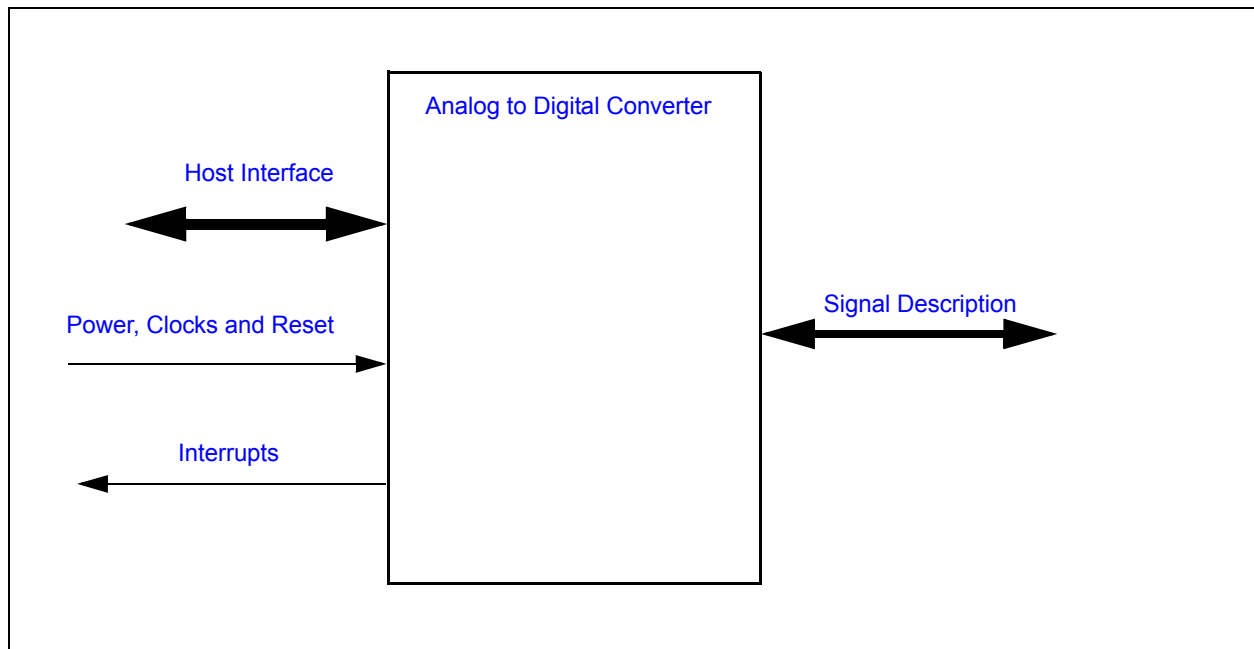 Analog to Digital Converter
Host Interface
Signal Description
Power, Clocks and Reset
Interrupts